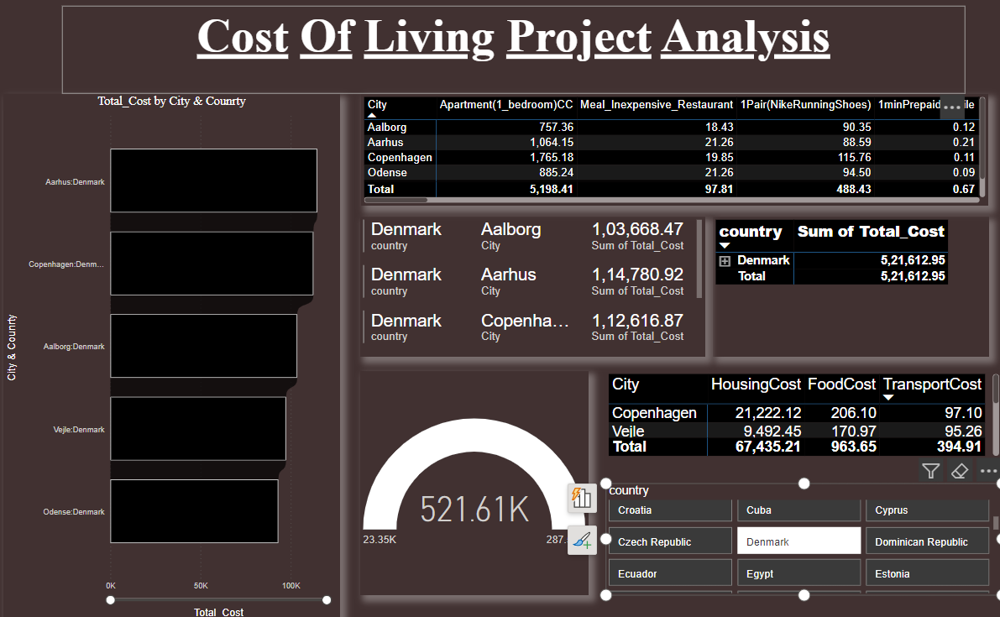 Cost Of Living Project Analysis
Total_Cost by City & Counrty
City & Counrty
Aarhus:Denmark
Copenhagen:Denm...
Aalborg:Denmark
Vejle:Denmark
Odense:Denmark
0K 50K 100K
Total_Cost
City Apartment(1_bedroom)CC Meal_Inexpensive_Restaurant 1Pair(NikeRunningShoes) 1minPrepaid
Aalborg 757.36 18.43 90.35 0.12
Aarhus 1,064.15 21.26 88.59 0.21
Copenhagen 1,765.18 19.85 115.76 0.11
Odense 885.24 21.26 94.50 0.09
Total 5,198.41 97.81 488.43 0.67
Denmark Aalborg 1,03,668.47
country City Sum of Total_Cost
Denmark Aarhus 1,14,780.92
country City Sum of Total_Cost
Denmark Copenha... 1,12,616.87
country City Sum of Total_Cost
country Sum of Total_Cost
Denmark 5,21,612.95
Total 5,21,612.95
521.61K
23.35K 287.
City HousingCost FoodCost TransportCost
Copenhagen 21,222.12 206.10 97.10
Vejle 9,492.45 170.97 95.26
Total 67,435.21 963.65 394.91
country
Croatia Cuba Cyprus
Czech Republic Denmark Dominican Republic
Ecuador Egypt Estonia